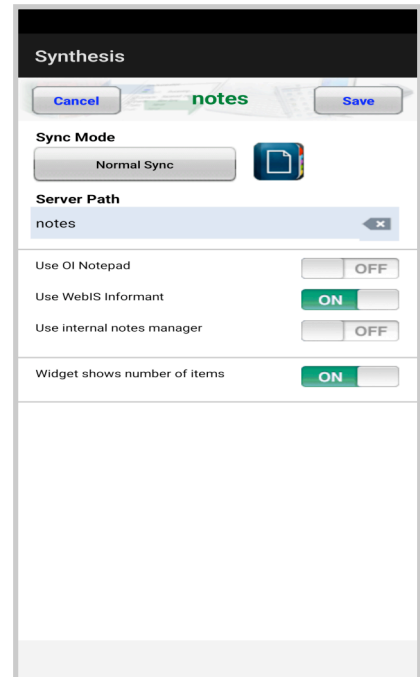 Synthesis
Cancel notes Save
Sync Mode
Normal Sync
Server Path
notes
Use OI Notepad OFF
Use WebIS Informant ON
Use internal notes manager OFF
Widget shows number of items ON